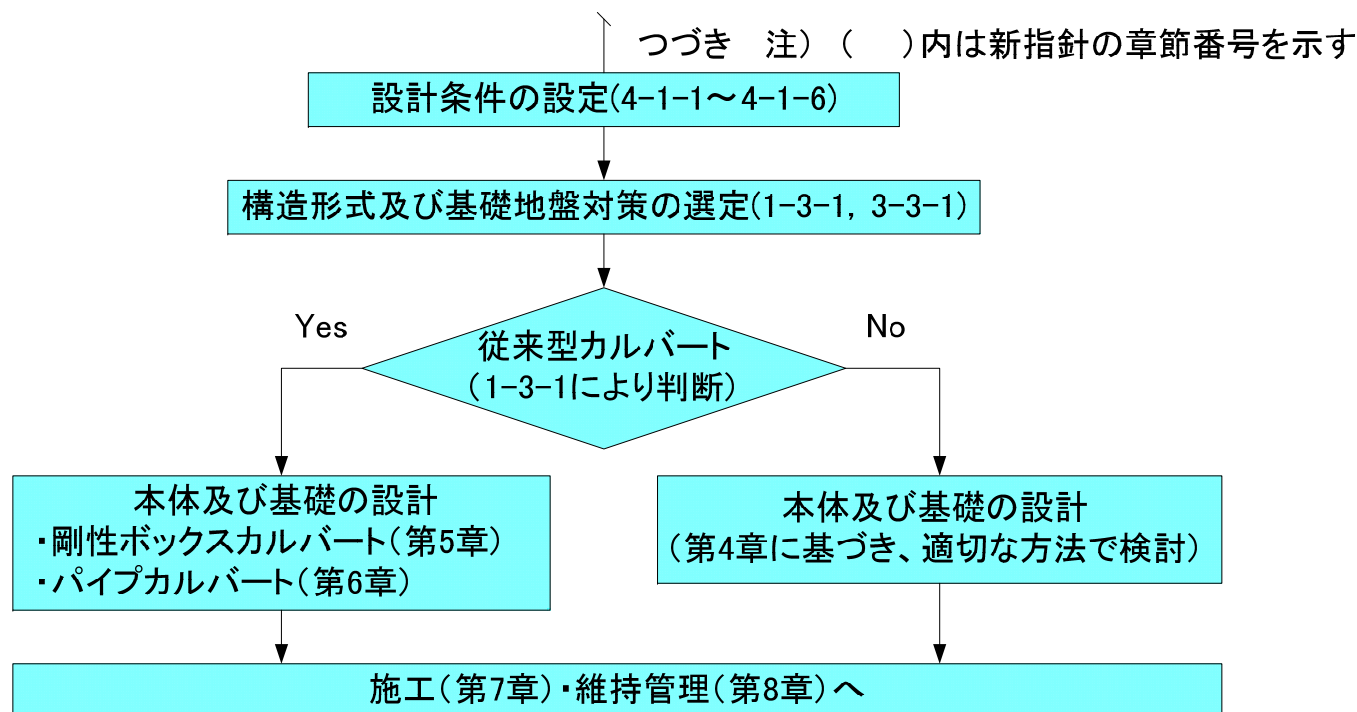 つづき　注）（　）内は新指針の章節番号を示す
設計条件の設定(4-1-1～4-1-6)
構造形式及び基礎地盤対策の選定(1-3-1, 3-3-1)
従来型カルバート
（1-3-1により判断）
Yes
No
本体及び基礎の設計
・剛性ボックスカルバート（第5章）
・パイプカルバート（第6章）
本体及び基礎の設計
（第4章に基づき、適切な方法で検討）
施工（第7章）・維持管理（第8章）へ